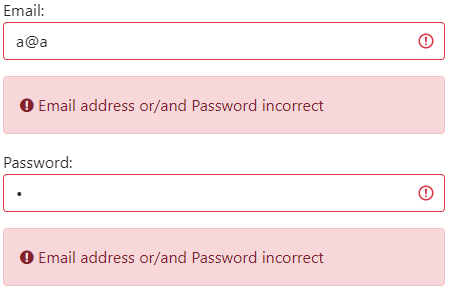 Email:
a@a
Email address or/and Password incorrect
Password:
•
Email address or/and Password incorrect